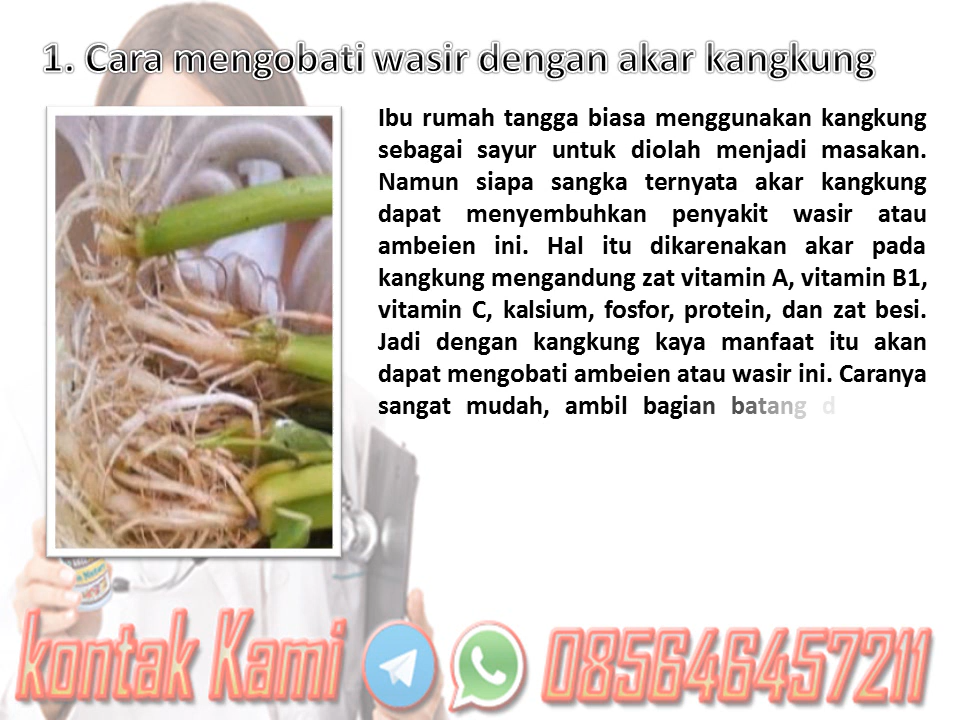 1. Cara mengobati wasir dengan akar kangkung
Ibu rumah tangga biasa menggunakan kangkung
sebagai sayur untuk diolah menjadi masakan.
Namun siapa sangka ternyata akar kangkung
dapat menyembuhkan penyakit wasir atau
ambeien ini. Hal itu dikarenakan akar pada
kangkung mengandung zat vitamin A, vitamin B1,
vitamin C, kalsium, fosfor, protein, dan zat besi.
Jadi dengan kangkung kaya manfaat itu akan
dapat mengobati ambeien atau wasir ini. Caranya
sangat mudah, ambil bagian batang d
kontak Kami 085646457211